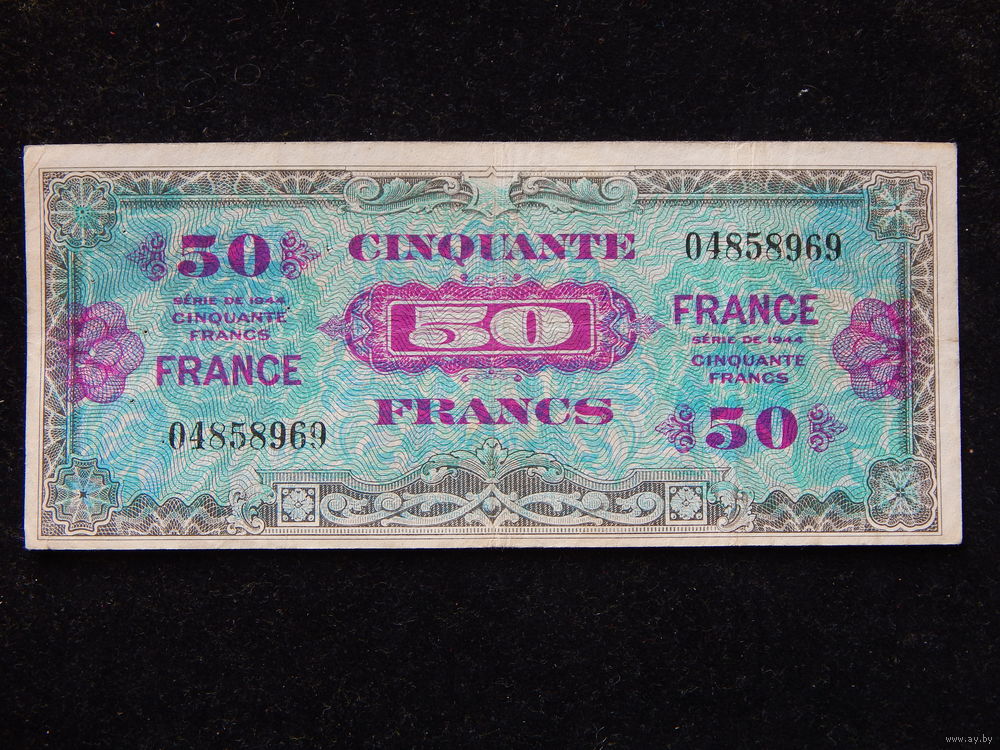 50
SÉRIE DE 1944
CINQUANTE
FRANCS
FRANCE
04858969
CINQUANTE
50
FRANCS
04858969
FRANCE
SÉRIE DE 1944
CINQUANTE
FRANCS
50
www.ay.by